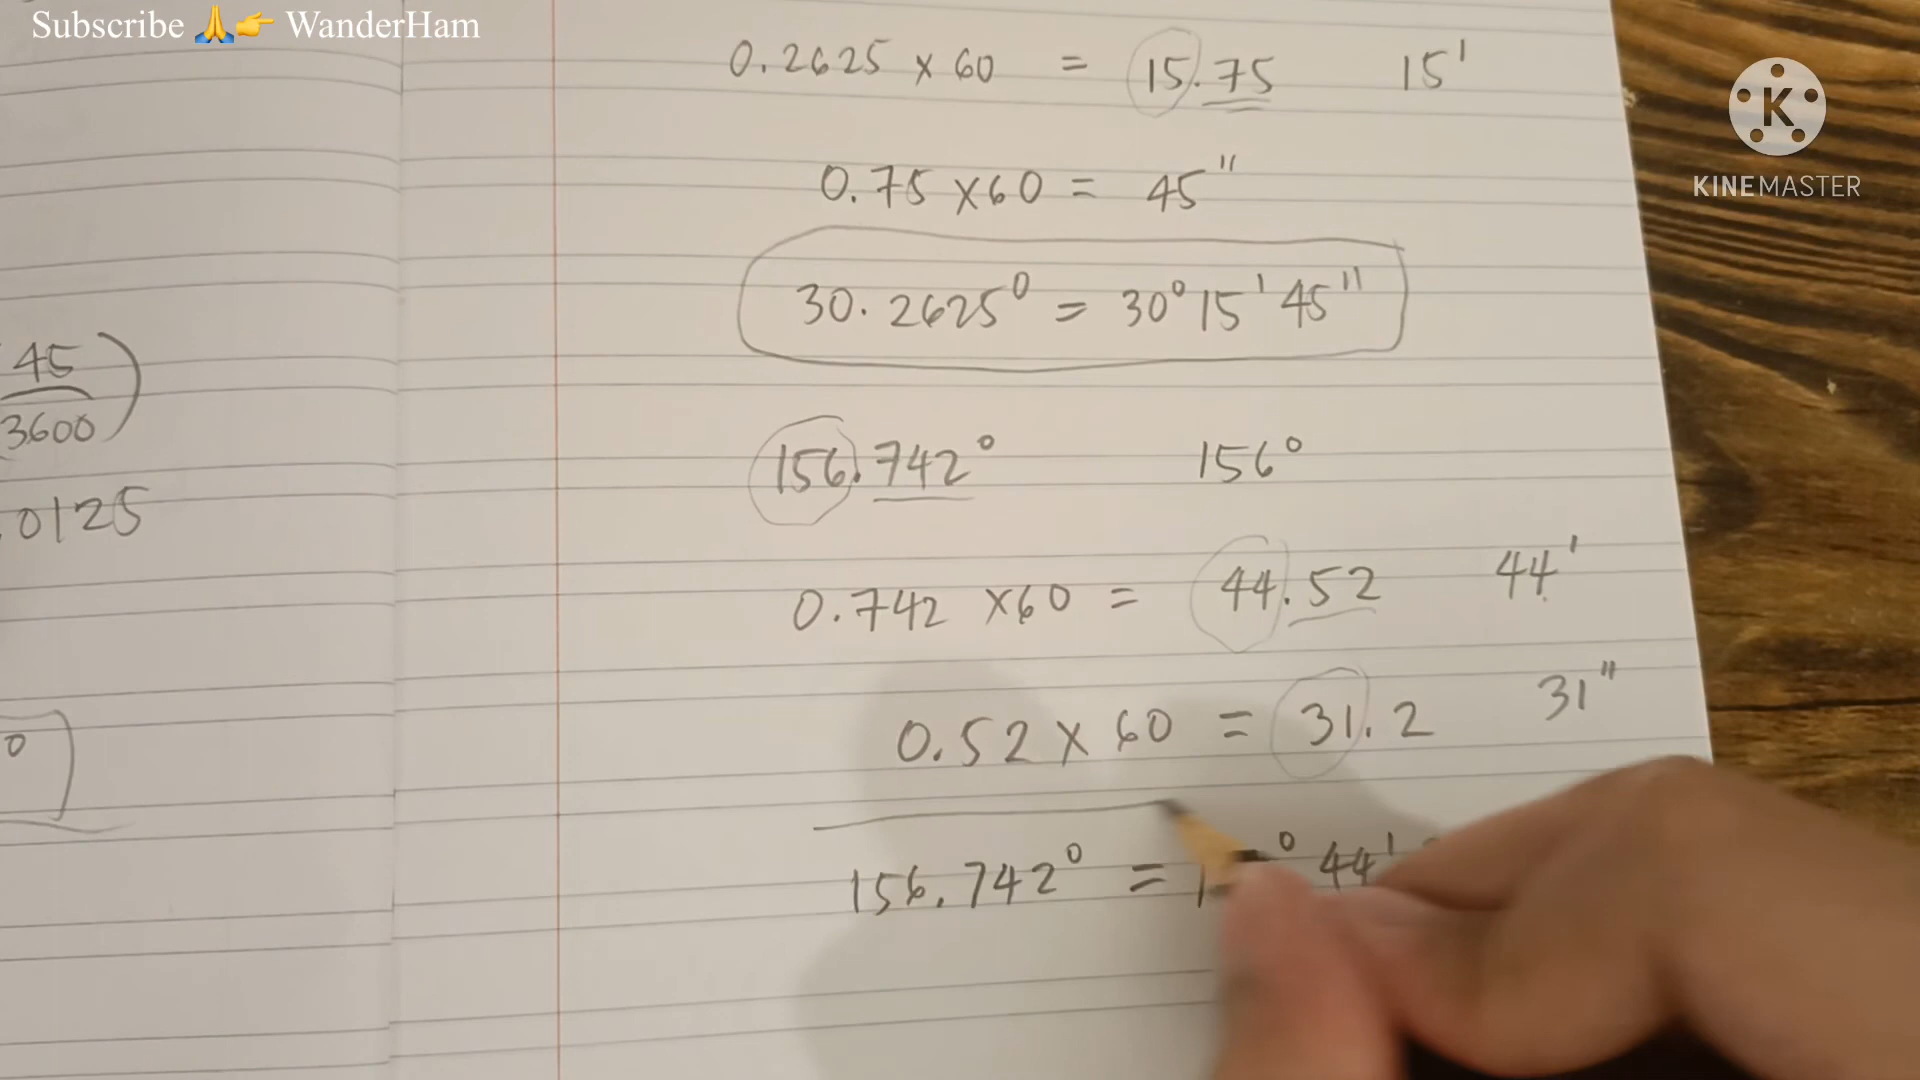 Subscribe 🙏👉 WanderHam
0.2625 × 60 = 15.75 15'
KINEMASTER
0.75 × 60 = 45"
30.2625° = 30° 15' 45"
45
3600
156.742° 156°
.0125
0.742 × 60 = 44.52 44'
0.52 × 60 = 31.2 31"
0
156.742° = ° 44'